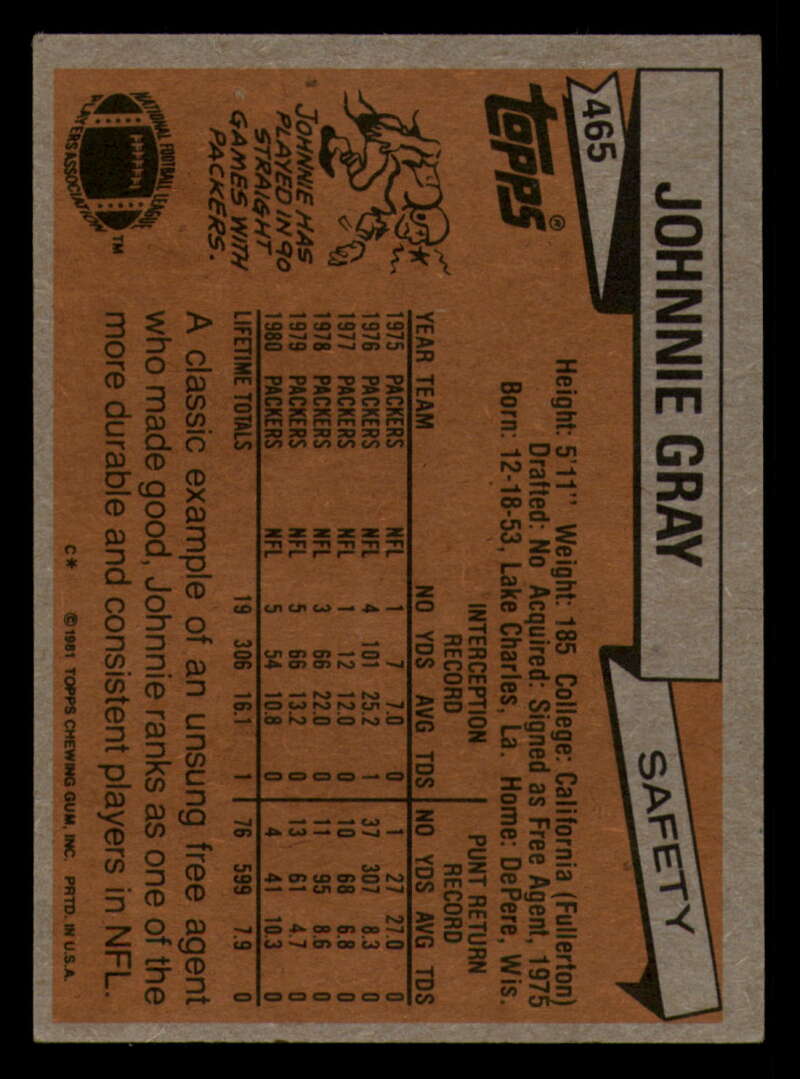 465
JOHNNIE GRAY
SAFETY
TOPPS®
Height: 5'11" Weight: 185 College: California (Fullerton)
Drafted: No Acquired: Signed as Free Agent, 1975
Born: 12-18-53, Lake Charles, La. Home: DePere, Wis.
JOHNNIE HAS
PLAYED IN 90
STRAIGHT
GAMES WITH
PACKERS.
INTERCEPTION RECORD PUNT RETURN RECORD
YEAR TEAM NO YDS AVG TDS NO YDS AVG TDS
1975 PACKERS NFL 1 7 7.0 0 1 27 27.0 0
1976 PACKERS NFL 4 101 25.2 1 37 307 8.3 0
1977 PACKERS NFL 1 12 12.0 0 10 68 6.8 0
1978 PACKERS NFL 3 66 22.0 0 11 95 8.6 0
1979 PACKERS NFL 5 66 13.2 0 13 61 4.7 0
1980 PACKERS NFL 5 54 10.8 0 4 41 10.3 0
LIFETIME TOTALS 19 306 16.1 1 76 599 7.9 0
NATIONAL FOOTBALL LEAGUE
PLAYERS ASSOCIATION
TM
A classic example of an unsung free agent
who made good, Johnnie ranks as one of the
more durable and consistent players in NFL.
C* ©1981 TOPPS CHEWING GUM, INC. PRTD. IN U.S.A.